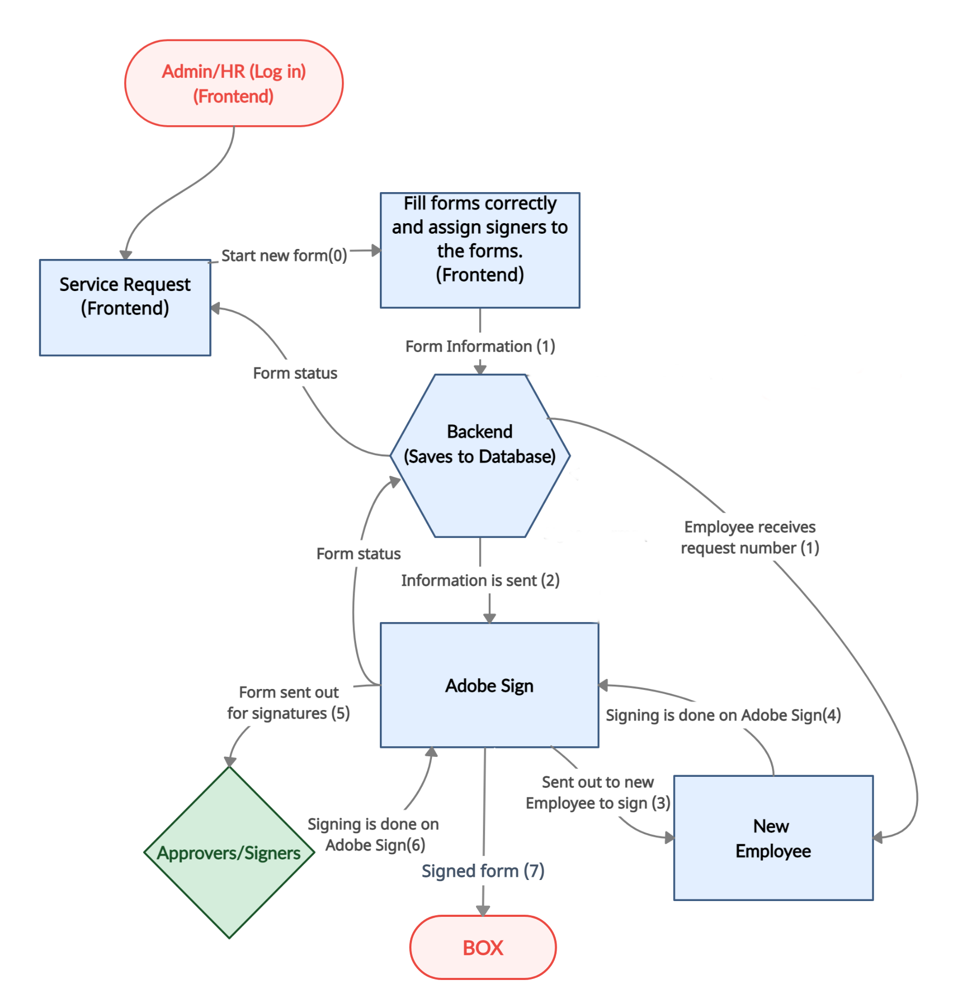 Admin/HR (Log in)
(Frontend)
Fill forms correctly
and assign signers to
the forms.
(Frontend)
Start new form(0)
Service Request
(Frontend)
Form Information (1)
Form status
Backend
(Saves to Database)
Employee receives
request number (1)
Form status
Information is sent (2)
Adobe Sign
Form sent out
for signatures (5)
Signing is done on Adobe Sign(4)
Sent out to new
Employee to sign (3)
Signing is done on
Adobe Sign(6)
New
Employee
Approvers/Signers
Signed form (7)
BOX